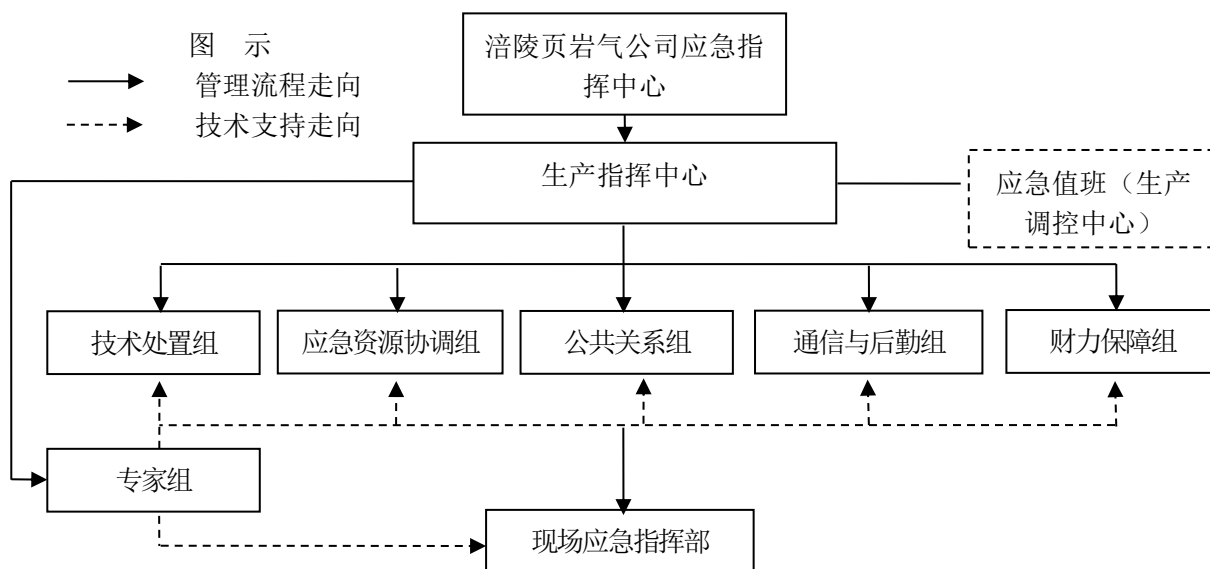 图 示
管理流程走向
技术支持走向
涪陵页岩气公司应急指
挥中心
生产指挥中心
应急值班（生产
调控中心）
技术处置组
应急资源协调组
公共关系组
通信与后勤组
财力保障组
专家组
现场应急指挥部